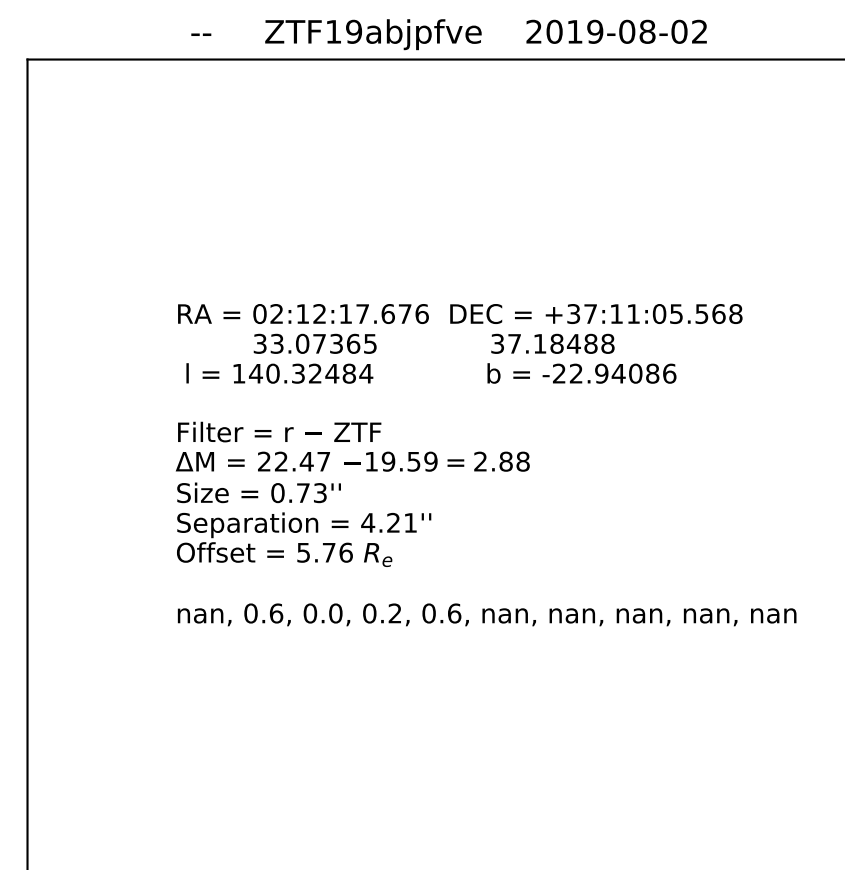 -- ZTF19abjpfve 2019-08-02
RA = 02:12:17.676 DEC = +37:11:05.568
33.07365 37.18488
l = 140.32484 b = -22.94086
Filter = r − ZTF
ΔM = 22.47 −19.59 = 2.88
Size = 0.73''
Separation = 4.21''
Offset = 5.76 Re
nan, 0.6, 0.0, 0.2, 0.6, nan, nan, nan, nan, nan